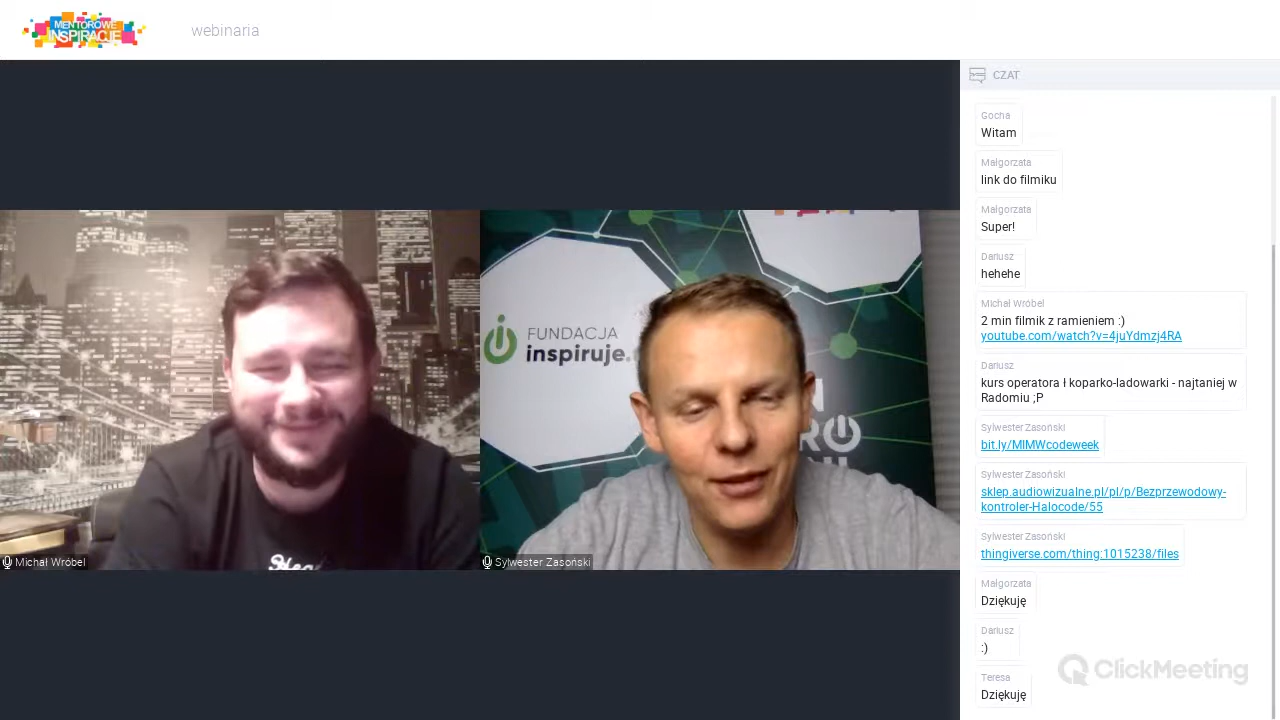 MENTOROWE
INSPIRACJE
webinaria
FUNDACJA
inspiruje.
Michał Wróbel
Sylwester Zasoński
CZAT
Gocha
Witam
Małgorzata
link do filmiku
Małgorzata
Super!
Dariusz
hehehe
Michał Wróbel
2 min filmik z ramieniem :)
youtube.com/watch?v=4juYdmzj4RA
Dariusz
kurs operatora i koparko-ładowarki - najtaniej w
Radomiu ;P
Sylwester Zasoński
bit.ly/MIMWcodeweek
Sylwester Zasoński
sklep.audiowizualne.pl/pl/p/Bezprzewodowy-
kontroler-Halocode/55
Sylwester Zasoński
thingiverse.com/thing:1015238/files
Małgorzata
Dziękuję
Dariusz
:)
Teresa
Dziękuję
ClickMeeting